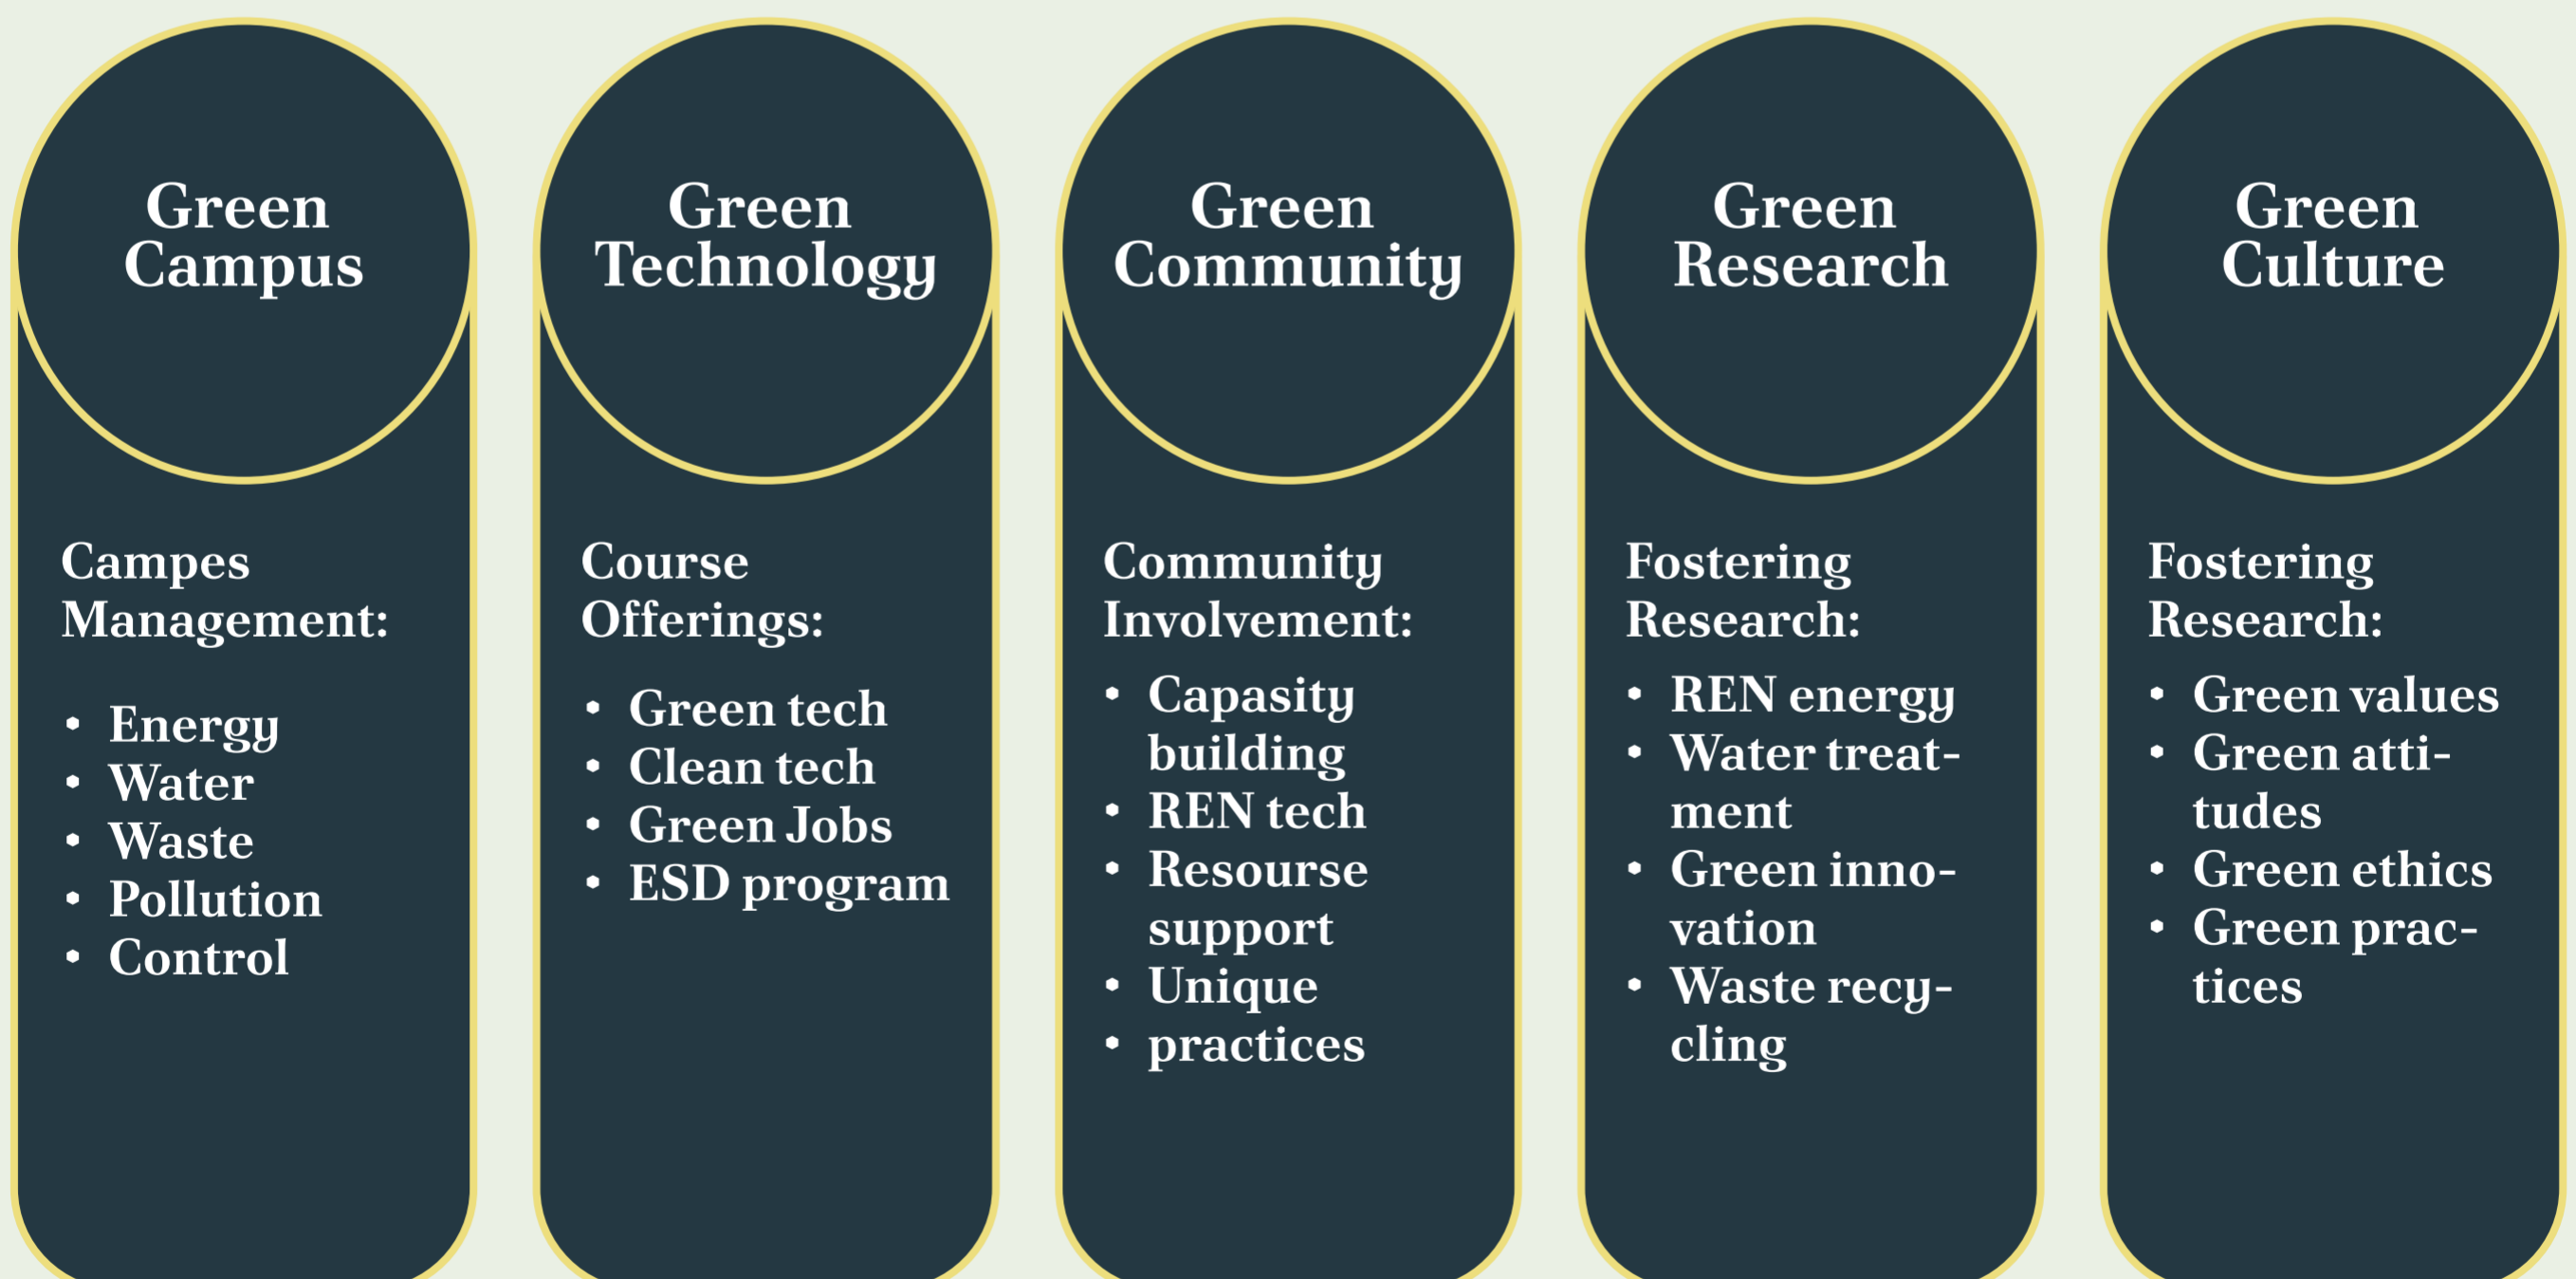 Green
Campus
Campes
Management:
• Energy
• Water
• Waste
• Pollution
• Control
Green
Technology
Course
Offerings:
• Green tech
• Clean tech
• Green Jobs
• ESD program
Green
Community
Community
Involvement:
• Capasity
building
• REN tech
• Resourse
support
• Unique
• practices
Green
Research
Fostering
Research:
• REN energy
• Water treat-
ment
• Green inno-
vation
• Waste recy-
cling
Green
Culture
Fostering
Research:
• Green values
• Green atti-
tudes
• Green ethics
• Green prac-
tices